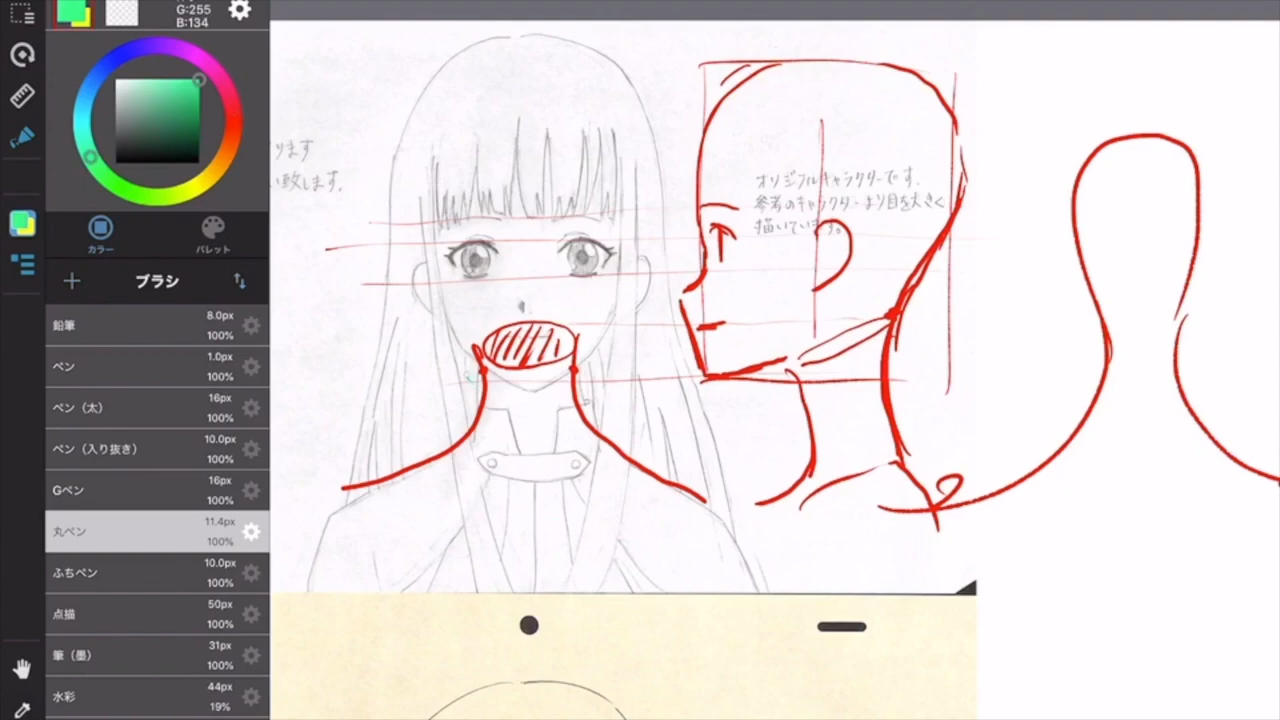 G:255
B:134
カラー
パレット
ブラシ
鉛筆
8.0px
100%
ペン
1.0px
100%
ペン（太）
16px
100%
ペン（入り抜き）
10.0px
100%
Gペン
16px
100%
丸ペン
11.4px
100%
ふちペン
10.0px
100%
点描
50px
100%
筆（墨）
31px
100%
水彩
44px
19%
ります
い致します。
オリジナルキャラクターです。
参考のキャラクターより目を大きく
描いています。